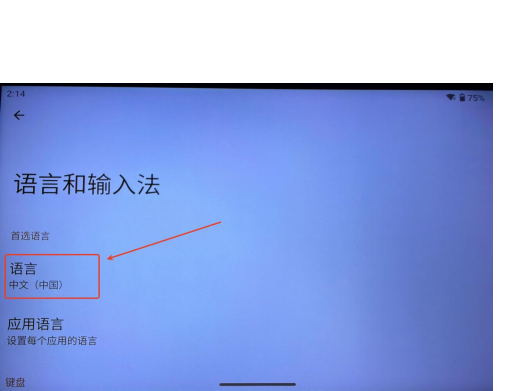 2:14
75%
语言和输入法
首选语言
语言
中文（中国）
应用语言
设置每个应用的语言
键盘